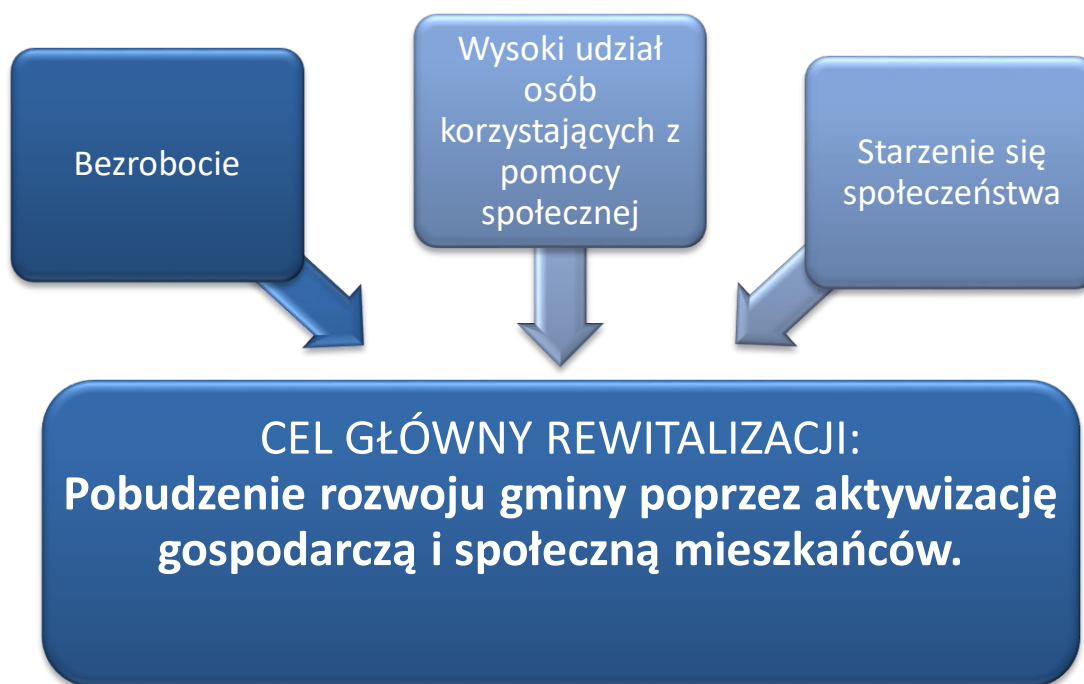 Bezrobocie
Wysoki udział
osób
korzystających z
pomocy
społecznej
Starzenie się
społeczeństwa
CEL GŁÓWNY REWITALIZACJI:
Pobudzenie rozwoju gminy poprzez aktywizację
gospodarczą i społeczną mieszkańców.